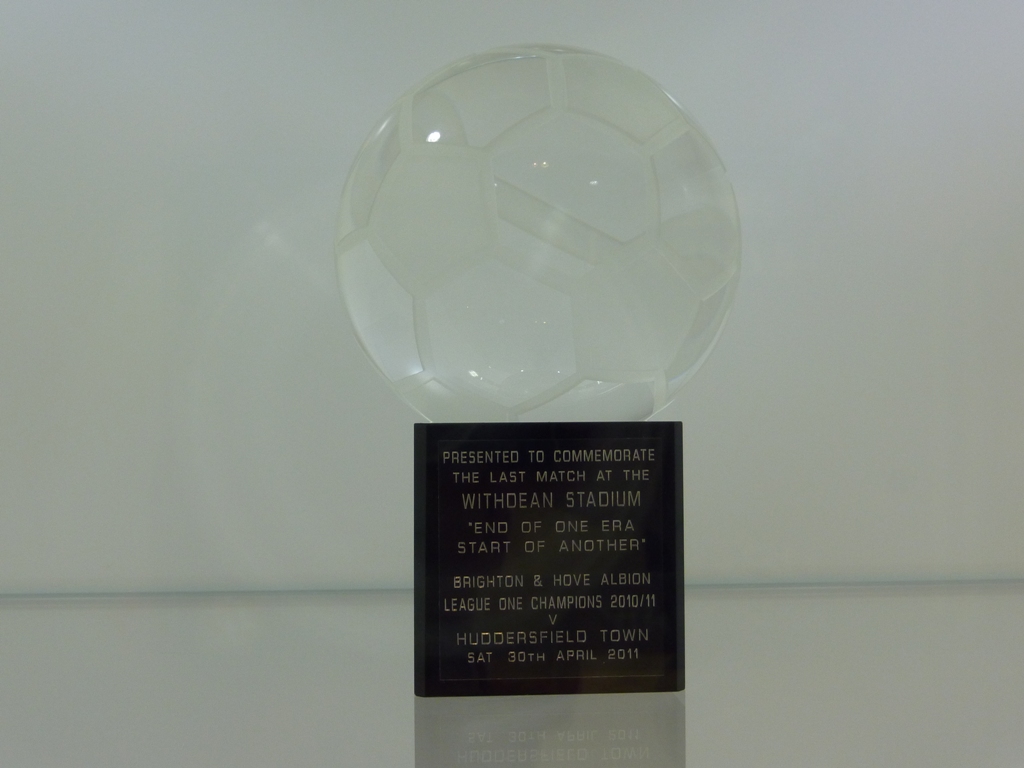 PRESENTED TO COMMEMORATE
THE LAST MATCH AT THE
WITHDEAN STADIUM
"END OF ONE ERA
START OF ANOTHER"
BRIGHTON & HOVE ALBION
LEAGUE ONE CHAMPIONS 2010/11
V
HUDDERSFIELD TOWN
SAT 30TH APRIL 2011